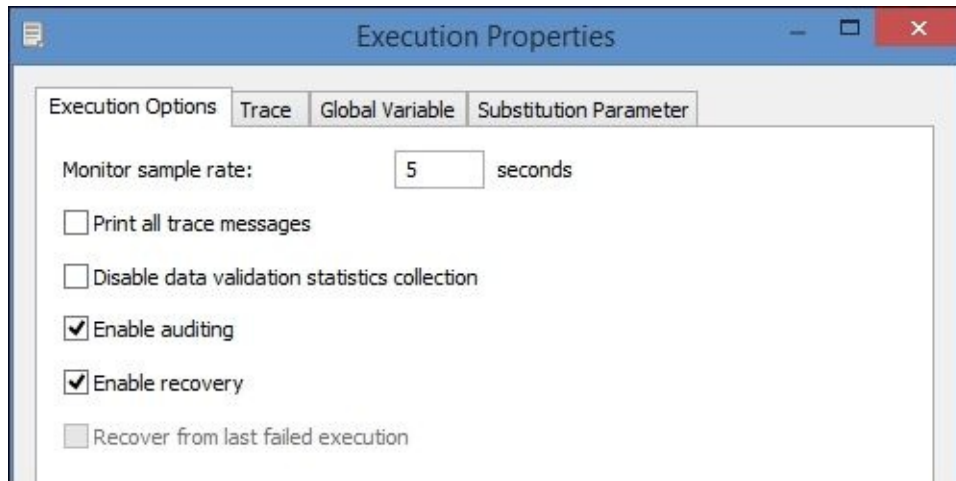 Execution Properties
Execution Options Trace Global Variable Substitution Parameter
Monitor sample rate: 5 seconds
Print all trace messages
Disable data validation statistics collection
Enable auditing
Enable recovery
Recover from last failed execution